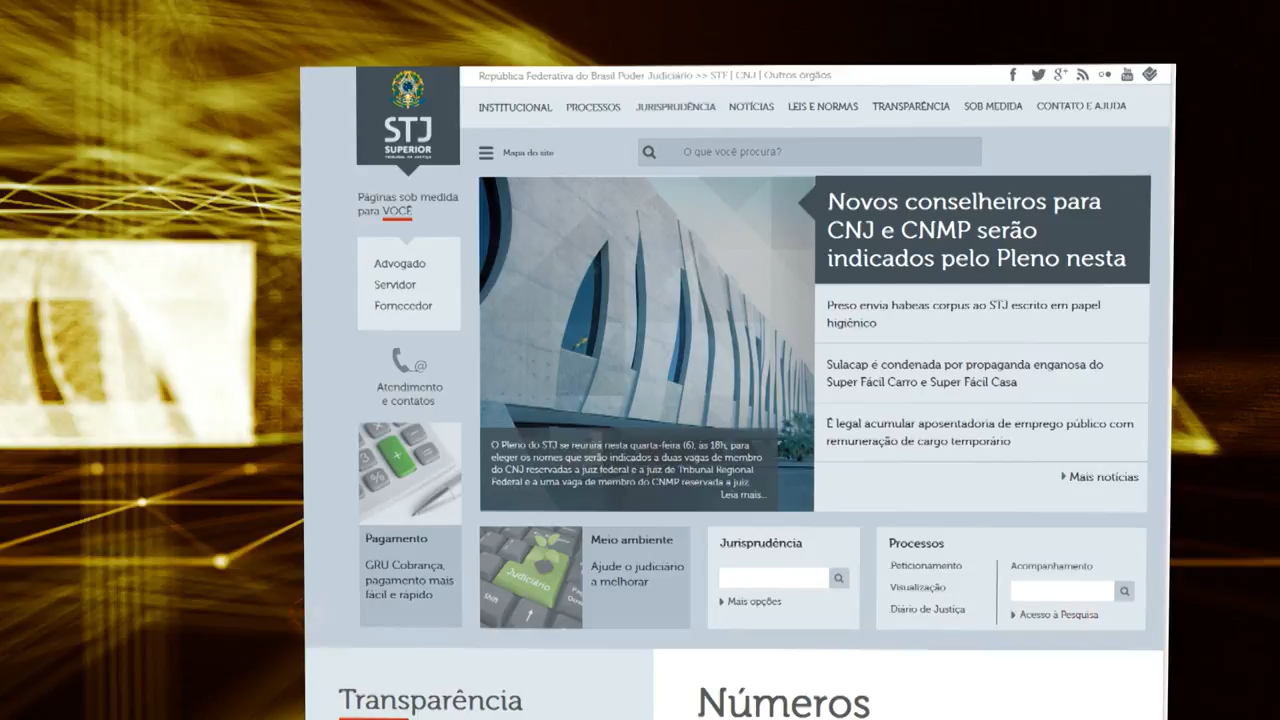 República Federativa do Brasil Poder Judiciário >> STF | CNJ | Outros órgãos
STJ
SUPERIOR
TRIBUNAL DE JUSTIÇA
INSTITUCIONAL PROCESSOS JURISPRUDÊNCIA NOTÍCIAS LEIS E NORMAS TRANSPARÊNCIA SOB MEDIDA CONTATO E AJUDA
Mapa do site
O que você procura?
Páginas sob medida
para VOCÊ
Advogado
Servidor
Fornecedor
Atendimento
e contatos
Pagamento
GRU Cobrança,
pagamento mais
fácil e rápido
O Pleno do STJ se reunirá nesta quarta-feira (6), às 18h, para
eleger os nomes que serão indicados a duas vagas de membro
do CNJ reservadas a juiz federal e a juiz de Tribunal Regional
Federal e a uma vaga de membro do CNMP reservada a juiz
Leia mais...
Novos conselheiros para
CNJ e CNMP serão
indicados pelo Pleno nesta
Preso envia habeas corpus ao STJ escrito em papel
higiênico
Sulacap é condenada por propaganda enganosa do
Super Fácil Carro e Super Fácil Casa
É legal acumular aposentadoria de emprego público com
remuneração de cargo temporário
Mais notícias
Judiciário
Shift
Meio ambiente
Ajude o judiciário
a melhorar
Jurisprudência
Mais opções
Processos
Peticionamento
Visualização
Diário de Justiça
Acompanhamento
Acesso à Pesquisa
Transparência
Números